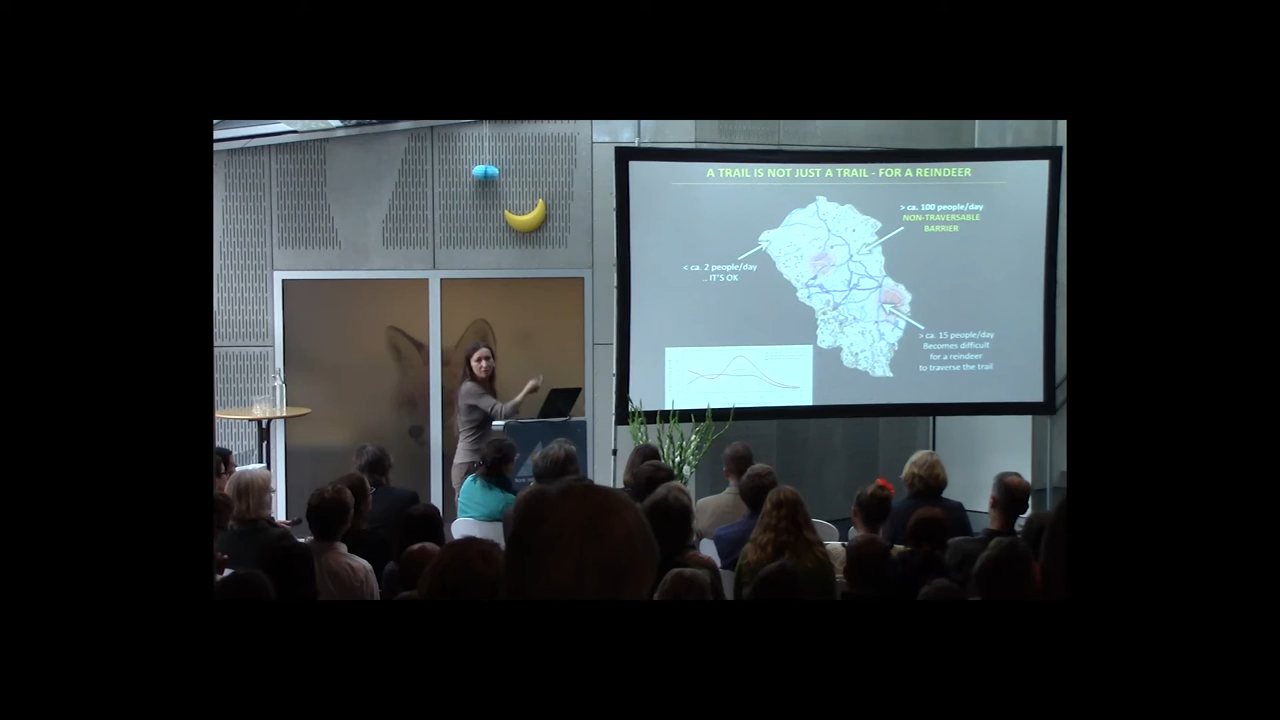 A TRAIL IS NOT JUST A TRAIL - FOR A REINDEER
> ca. 100 people/day
NON-TRAVERSABLE
BARRIER
< ca. 2 people/day
... IT'S OK
> ca. 15 people/day
Becomes difficult
for a reindeer
to traverse the trail